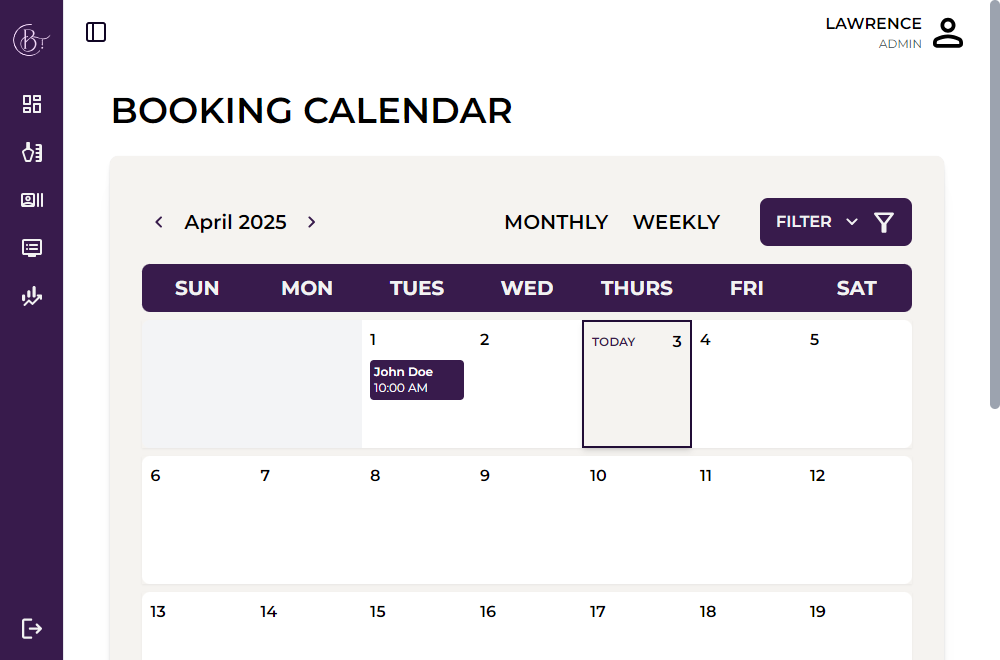 LAWRENCE
ADMIN
BOOKING CALENDAR
April 2025 MONTHLY WEEKLY FILTER
SUN MON TUES WED THURS FRI SAT
1 2 TODAY 3 4 5
John Doe
10:00 AM
6 7 8 9 10 11 12
13 14 15 16 17 18 19